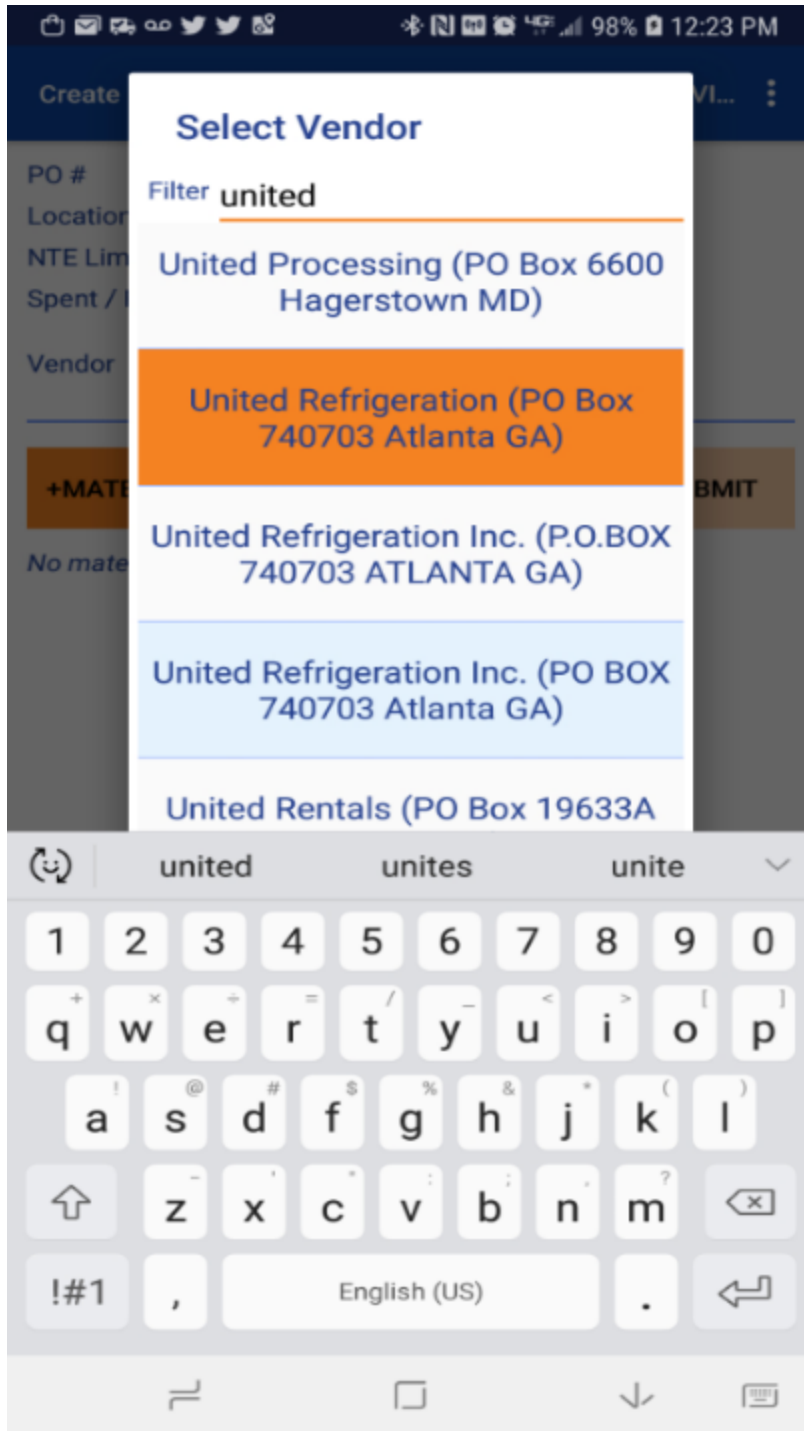 98% 12:23 PM
Create VI...
Select Vendor
PO #
Filter united
Location
NTE Lim
United Processing (PO Box 6600
Hagerstown MD)
Spent /
Vendor
United Refrigeration (PO Box
740703 Atlanta GA)
+MATE BMIT
United Refrigeration Inc. (P.O.BOX
740703 ATLANTA GA)
No mate
United Refrigeration Inc. (PO BOX
740703 Atlanta GA)
United Rentals (PO Box 19633A
united unites unite
1 2 3 4 5 6 7 8 9 0
+ × ÷ = / _ < > [ ]
q w e r t y u i o p
! @ # $ % & * ( )
a s d f g h j k l
- ' " : ; , ?
z x c v b n m
!#1 , English (US) .